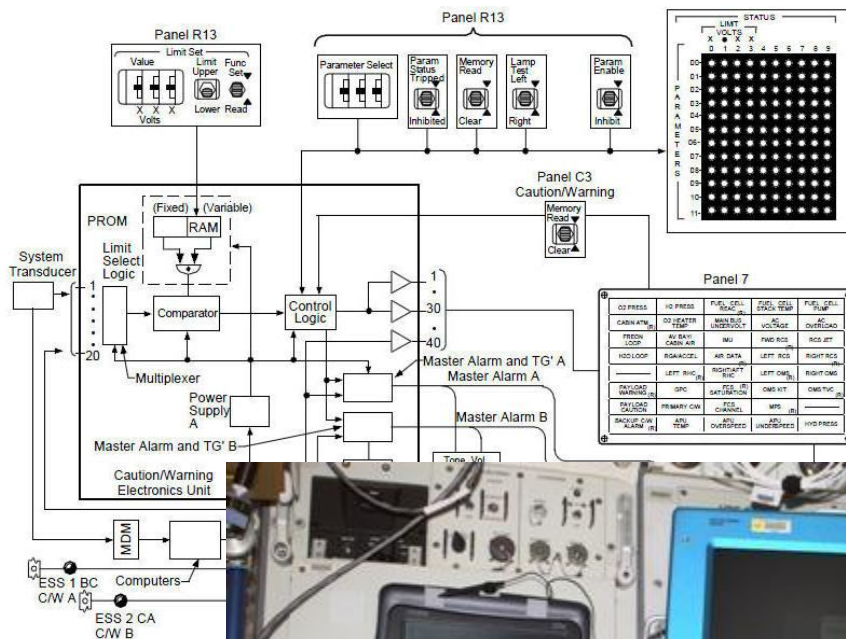 Panel R13
Limit Set
Value
Limit Upper
Func Set
Lower
Read
X X X
Volts
Panel R13
Parameter Select
Param Status Tripped
Inhibited
Memory Read
Clear
Lamp Test Left
Right
Param Enable
Inhibit
STATUS
LIMIT VOLTS
X X X
0 1 2 3 4 5 6 7 8 9
PARAMETERS
00
01
02
03
04
05
06
07
08
09
10
11
Panel C3
Caution/Warning
Memory Read
Clear
PROM
(Fixed) (Variable)
RAM
System Transducer
Limit Select Logic
1
20
Comparator
Control Logic
1
30
40
Multiplexer
Power Supply A
Master Alarm and TG' A
Master Alarm A
Master Alarm B
Master Alarm and TG' B
Tone Vol
Caution/Warning Electronics Unit
MDM
Computers
ESS 1 BC
C/W A
ESS 2 CA
C/W B
Panel 7
O2 PRESS
H2 PRESS
FUEL CELL REAC (R)
FUEL CELL STACK TEMP
FUEL CELL PUMP
CABIN ATM (R)
O2 HEATER TEMP
MAIN BUS UNDERVOLT
AC VOLTAGE
AC OVERLOAD
FREON LOOP
AV BAY/ CABIN AIR
IMU
FWD RCS (R)
RCS JET
H2O LOOP
RGA/ACCEL
AIR DATA (R)
LEFT RCS (R)
RIGHT RCS (R)
LEFT RHC (R)
RIGHT/AFT RHC
LEFT OMS (R)
RIGHT OMS
PAYLOAD WARNING (R)
GPC
FCS (R) SATURATION
OMS KIT
OMS TVC (R)
PAYLOAD CAUTION
PRIMARY C/W
FCS CHANNEL
MPS (R)
BACKUP C/W ALARM (R)
APU TEMP
APU OVERSPEED
APU UNDERSPEED
HYD PRESS